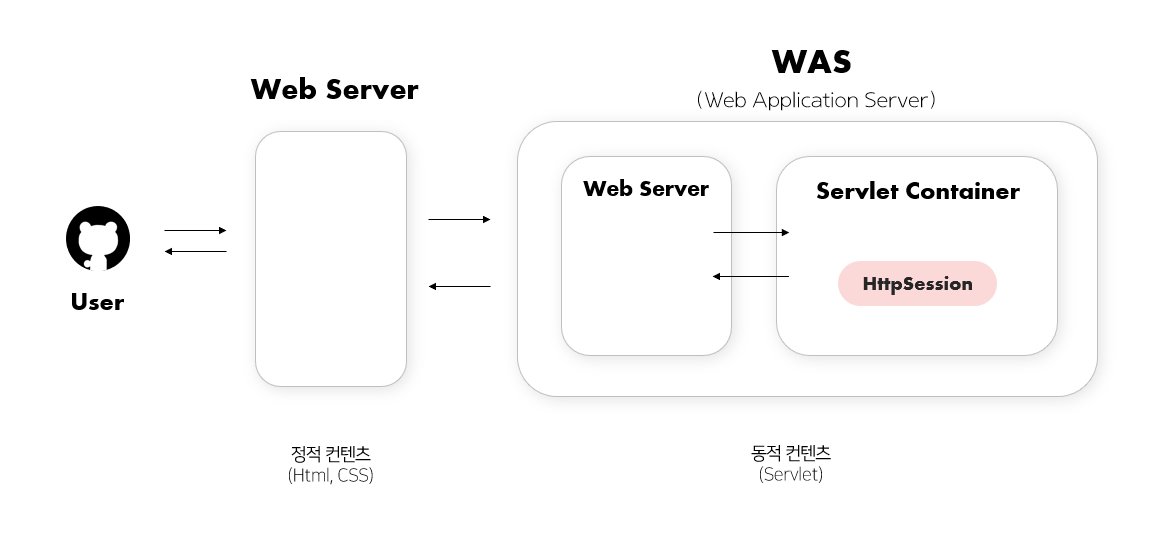 WAS
Web Server
(Web Application Server)
Web Server
Servlet Container
HttpSession
User
정적 컨텐츠
(Html, CSS)
동적 컨텐츠
(Servlet)